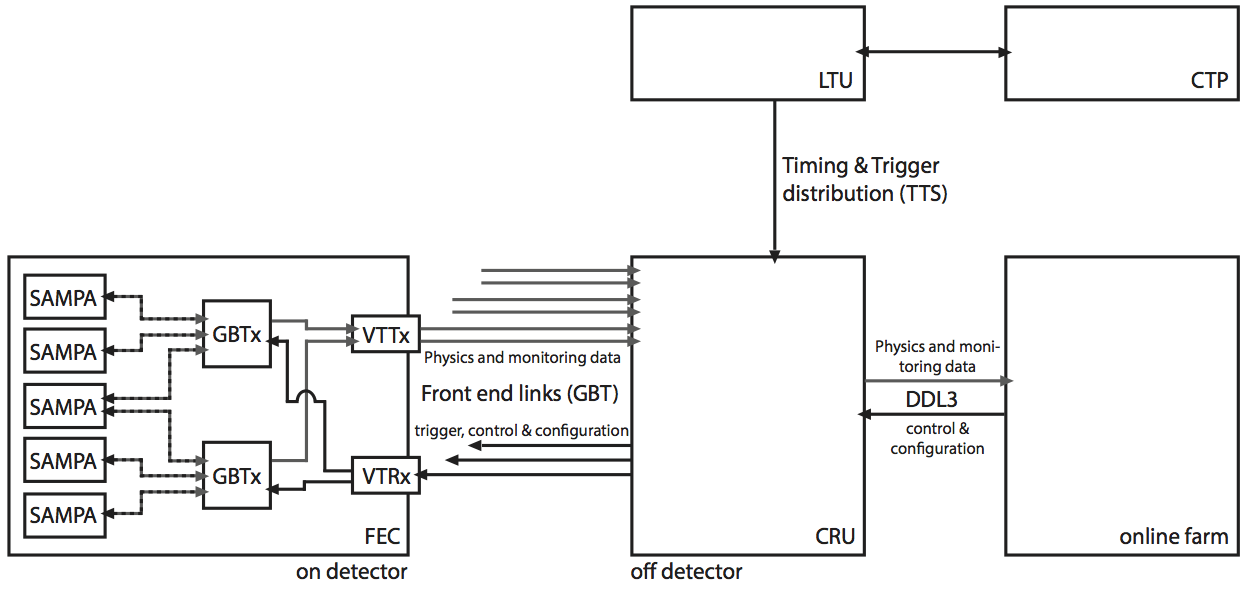 LTU
CTP
Timing & Trigger
distribution (TTS)
SAMPA
SAMPA
SAMPA
SAMPA
SAMPA
GBTx
GBTx
VTTx
VTRx
FEC
on detector
Physics and monitoring data
Front end links (GBT)
trigger, control & configuration
CRU
off detector
Physics and moni-
toring data
DDL3
control &
configuration
online farm